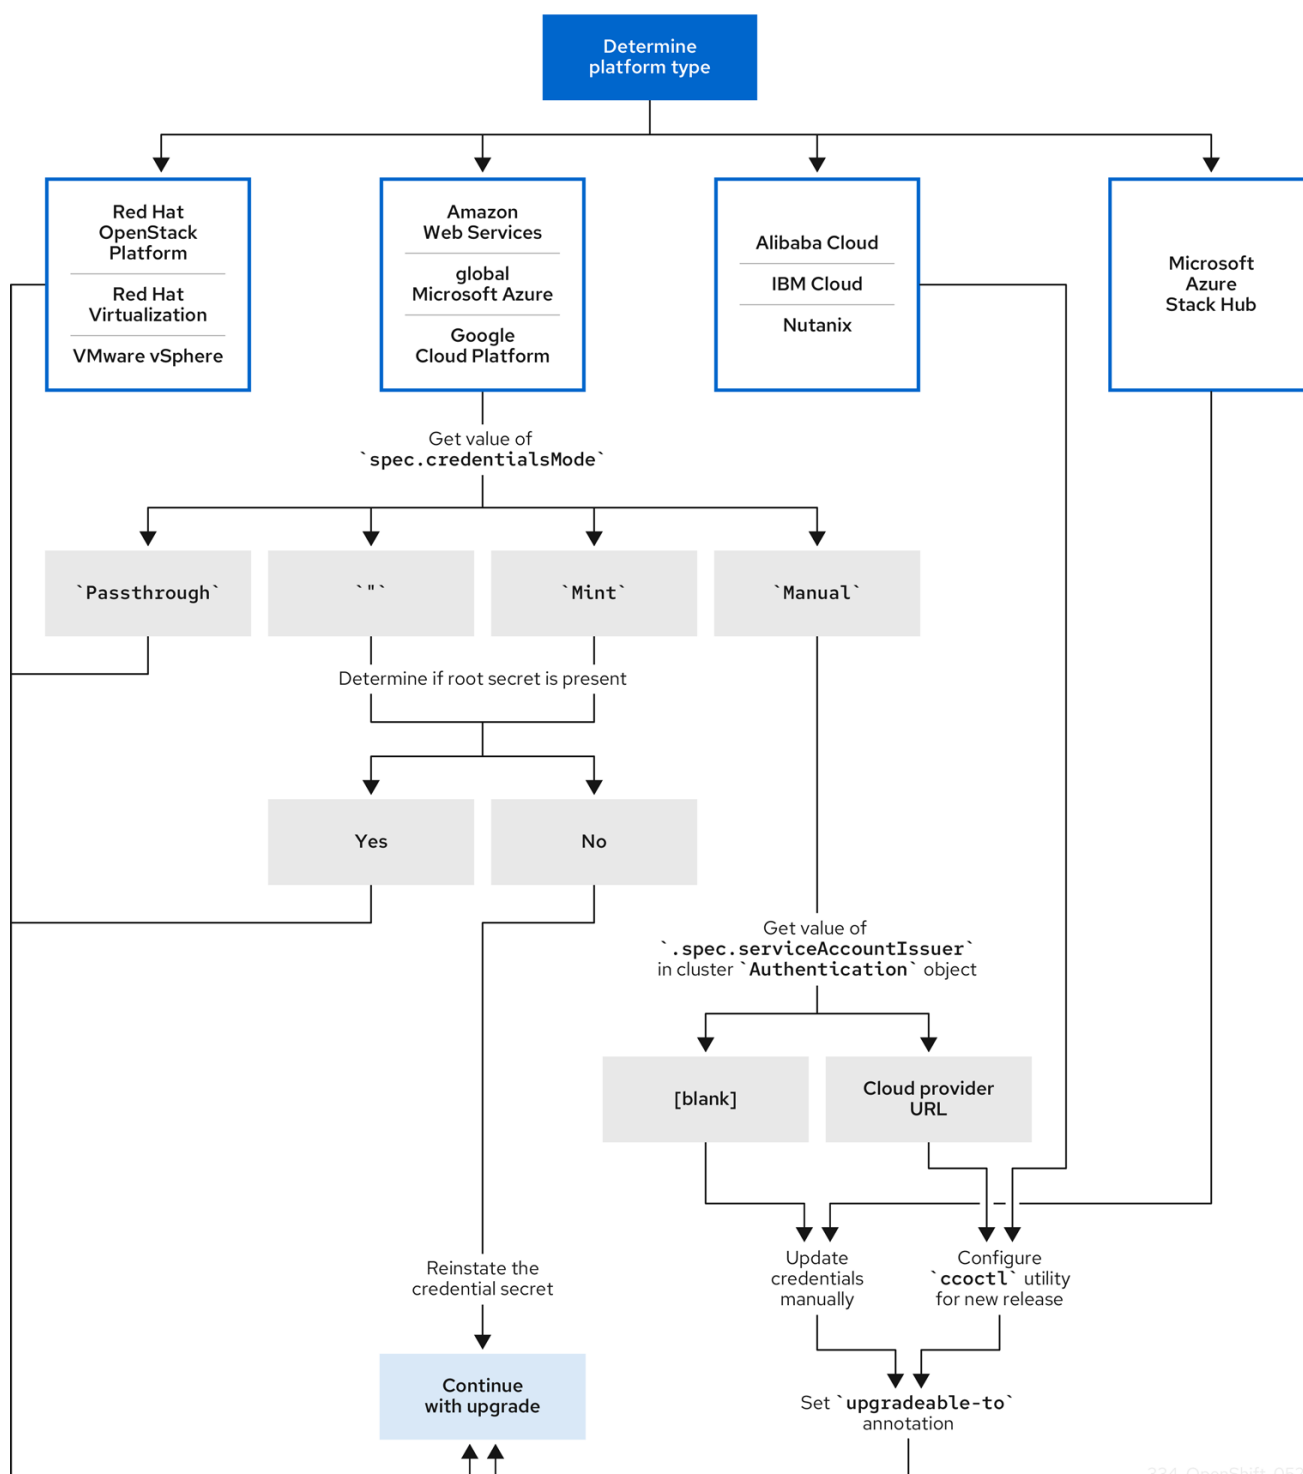 Determine
platform type
Red Hat
OpenStack
Platform
Red Hat
Virtualization
VMware vSphere
Amazon
Web Services
global
Microsoft Azure
Google
Cloud Platform
Alibaba Cloud
IBM Cloud
Nutanix
Microsoft
Azure
Stack Hub
Get value of
`spec.credentialsMode`
`Passthrough`
`"`
`Mint`
`Manual`
Determine if root secret is present
Yes
No
Get value of
`.spec.serviceAccountIssuer`
in cluster `Authentication` object
[blank]
Cloud provider
URL
Reinstate the
credential secret
Update
credentials
manually
Configure
`ccoctl` utility
for new release
Continue
with upgrade
Set `upgradeable-to`
annotation